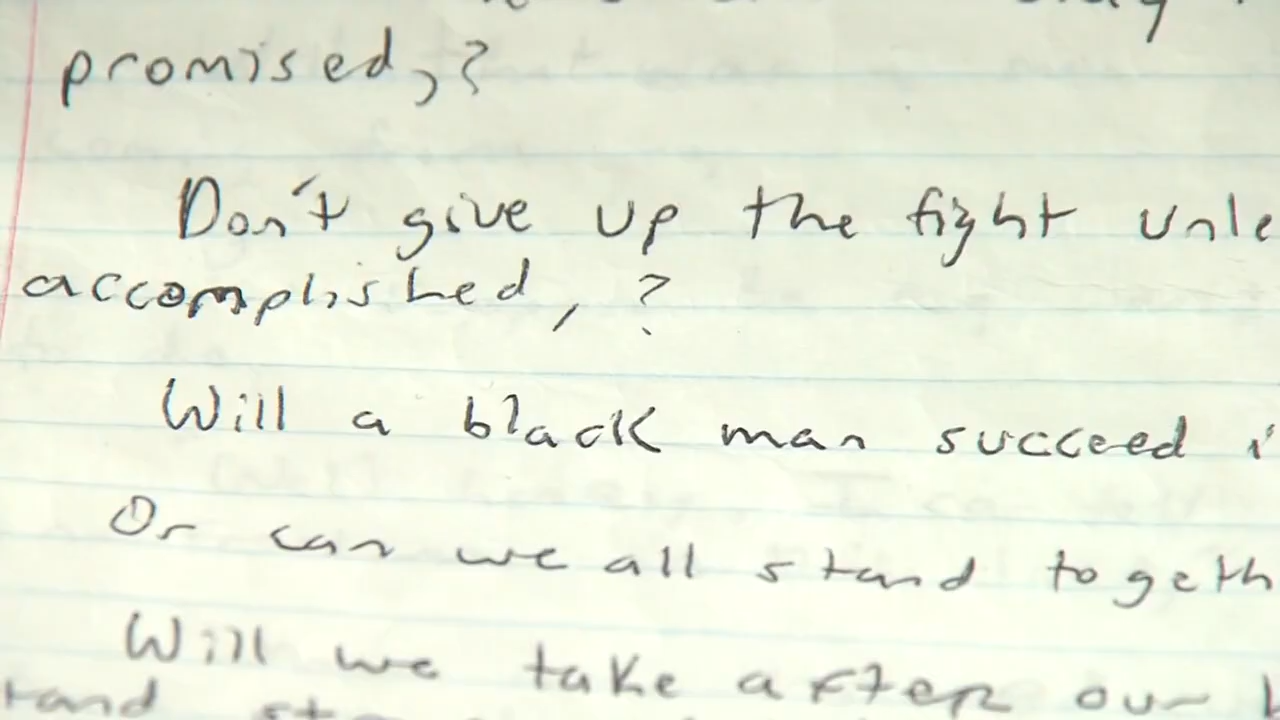 promised,?
Don't give up the fight unle
accomplished, ?
Will a black man succeed i
Or can we all stand togeth
Will we take after our
tand